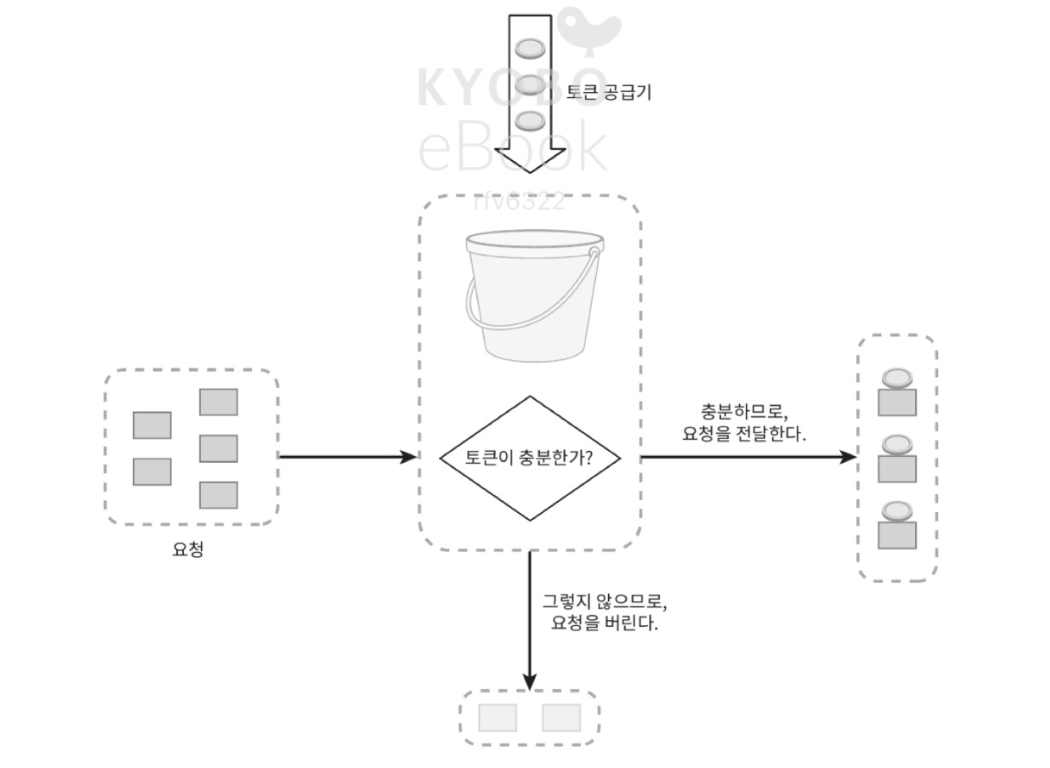 KYOBO
토큰 공급기
eBook
rfv6322
충분하므로,
요청을 전달한다.
토큰이 충분한가?
요청
그렇지 않으므로,
요청을 버린다.